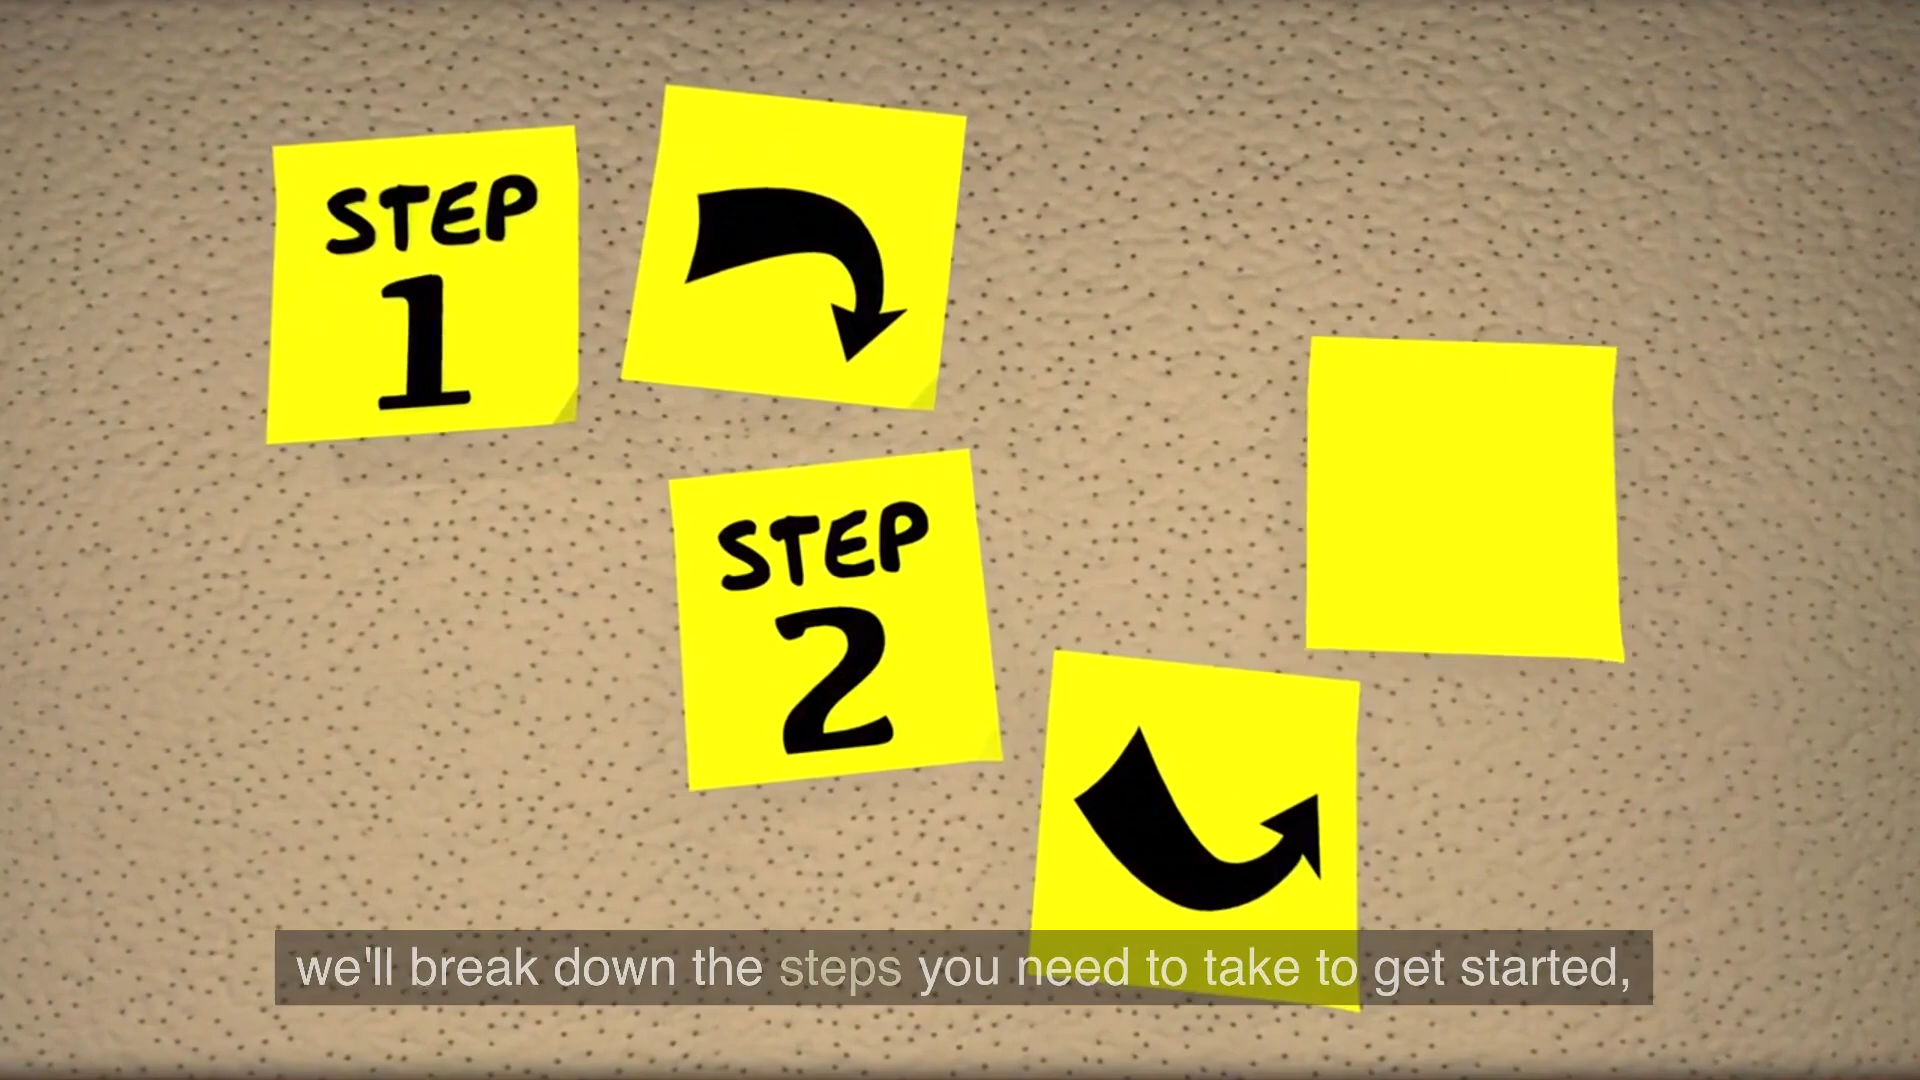 STEP
1
STEP
2
we'll break down the steps you need to take to get started,